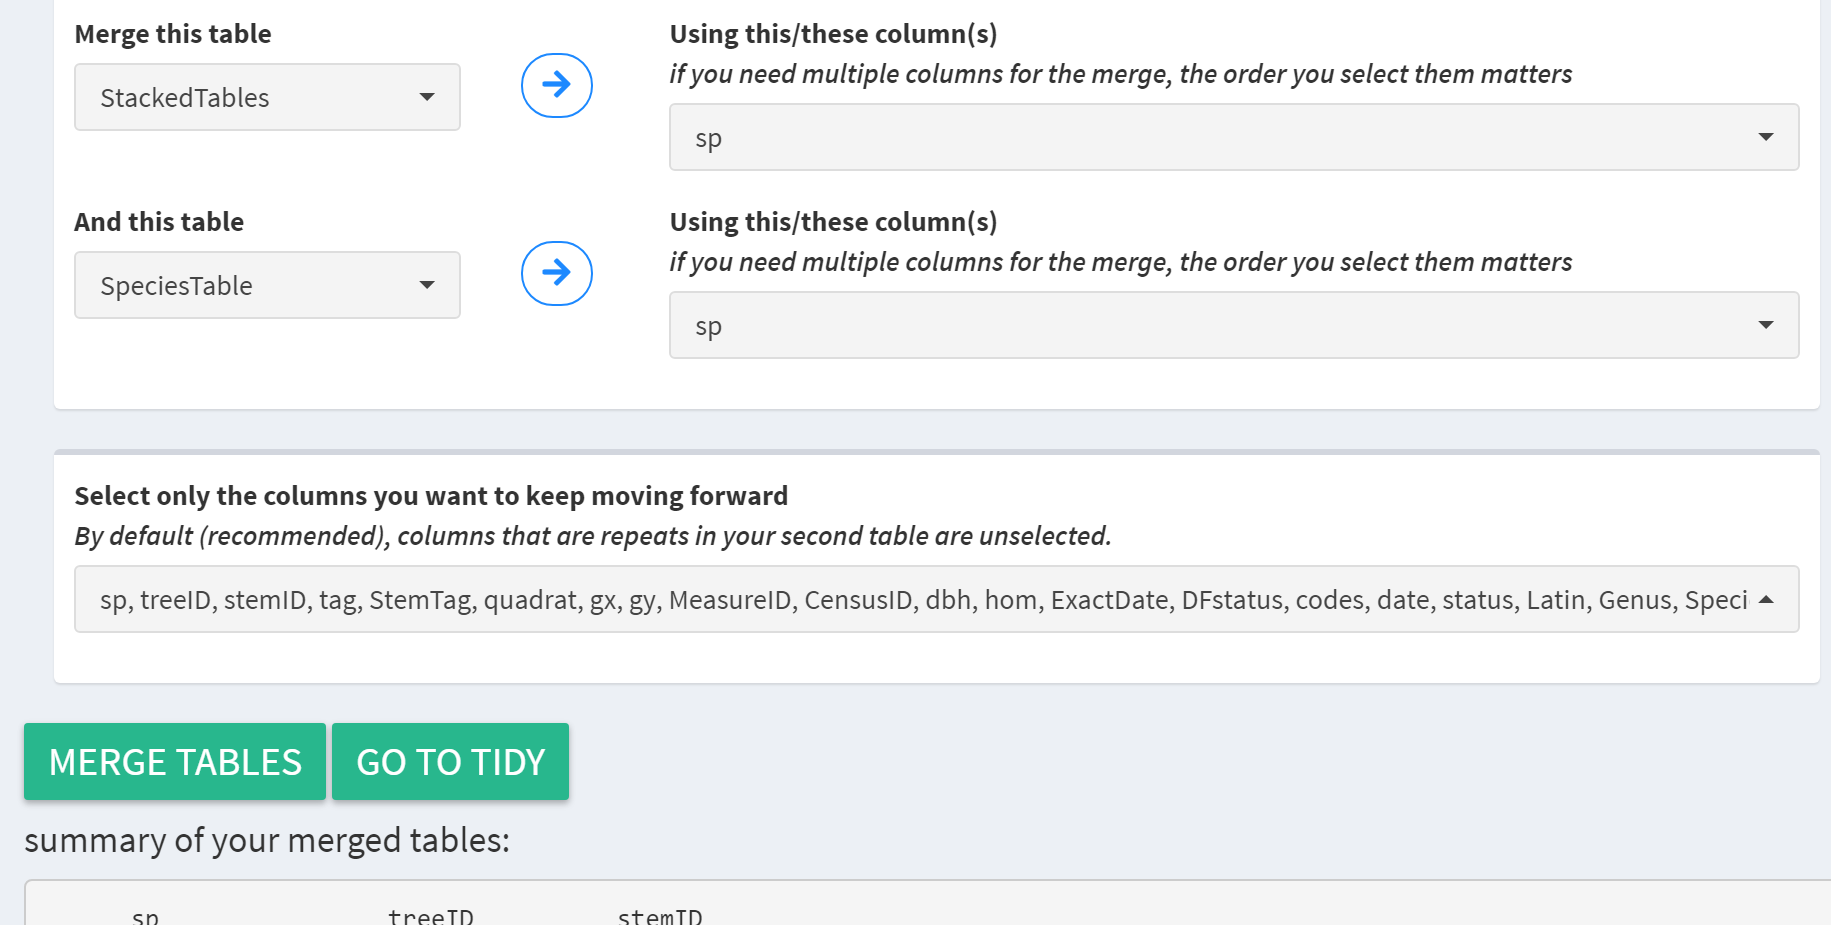 Merge this table
Using this/these column(s)
if you need multiple columns for the merge, the order you select them matters
StackedTables
sp
And this table
Using this/these column(s)
if you need multiple columns for the merge, the order you select them matters
SpeciesTable
sp
Select only the columns you want to keep moving forward
By default (recommended), columns that are repeats in your second table are unselected.
sp, treeID, stemID, tag, StemTag, quadrat, gx, gy, MeasureID, CensusID, dbh, hom, ExactDate, DFstatus, codes, date, status, Latin, Genus, Speci
MERGE TABLES GO TO TIDY
summary of your merged tables:
sp treeID stemID